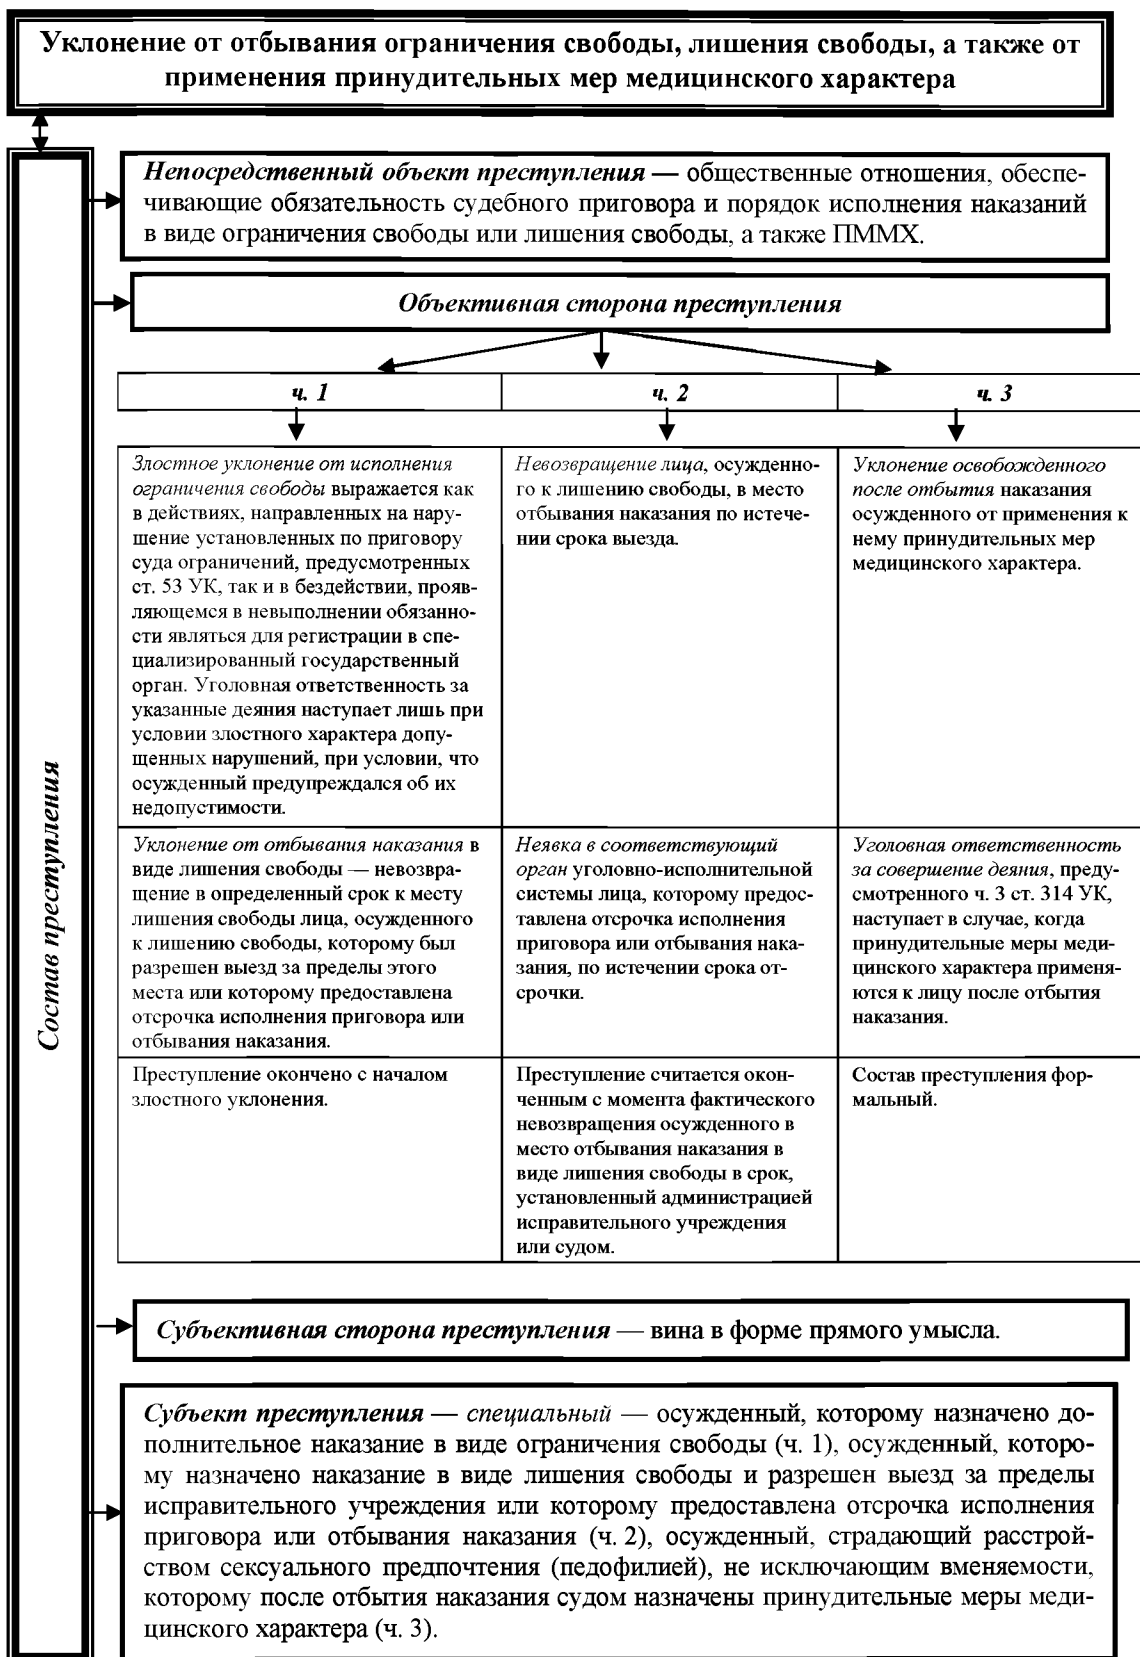 Уклонение от отбывания ограничения свободы, лишения свободы, а также от
применения принудительных мер медицинского характера
Состав преступления
Непосредственный объект преступления — общественные отношения, обеспе-
чивающие обязательность судебного приговора и порядок исполнения наказаний
в виде ограничения свободы или лишения свободы, а также ПММХ.
Объективная сторона преступления
ч. 1
ч. 2
ч. 3
Злостное уклонение от исполнения
ограничения свободы выражается как
в действиях, направленных на нару-
шение установленных по приговору
суда ограничений, предусмотренных
ст. 53 УК, так и в бездействии, прояв-
ляющемся в невыполнении обязанно-
сти являться для регистрации в спе-
циализированный государственный
орган. Уголовная ответственность за
указанные деяния наступает лишь при
условии злостного характера допу-
щенных нарушений, при условии, что
осужденный предупреждался об их
недопустимости.
Невозвращение лица, осужденно-
го к лишению свободы, в место
отбывания наказания по истече-
нии срока выезда.
Уклонение освобожденного
после отбытия наказания
осужденного от применения к
нему принудительных мер
медицинского характера.
Уклонение от отбывания наказания в
виде лишения свободы — невозвра-
щение в определенный срок к месту
лишения свободы лица, осужденного
к лишению свободы, которому был
разрешен выезд за пределы этого
места или которому предоставлена
отсрочка исполнения приговора или
отбывания наказания.
Неявка в соответствующий
орган уголовно-исполнительной
системы лица, которому предос-
тавлена отсрочка исполнения
приговора или отбывания нака-
зания, по истечении срока от-
срочки.
Уголовная ответственность
за совершение деяния, преду-
смотренного ч. 3 ст. 314 УК,
наступает в случае, когда
принудительные меры меди-
цинского характера применя-
ются к лицу после отбытия
наказания.
Преступление окончено с началом
злостного уклонения.
Преступление считается окон-
ченным с момента фактического
невозвращения осужденного в
место отбывания наказания в
виде лишения свободы в срок,
установленный администрацией
исправительного учреждения
или судом.
Состав преступления фор-
мальный.
Субъективная сторона преступления — вина в форме прямого умысла.
Субъект преступления — специальный — осужденный, которому назначено до-
полнительное наказание в виде ограничения свободы (ч. 1), осужденный, которо-
му назначено наказание в виде лишения свободы и разрешен выезд за пределы
исправительного учреждения или которому предоставлена отсрочка исполнения
приговора или отбывания наказания (ч. 2), осужденный, страдающий расстрой-
ством сексуального предпочтения (педофилией), не исключающим вменяемости,
которому после отбытия наказания судом назначены принудительные меры меди-
цинского характера (ч. 3).